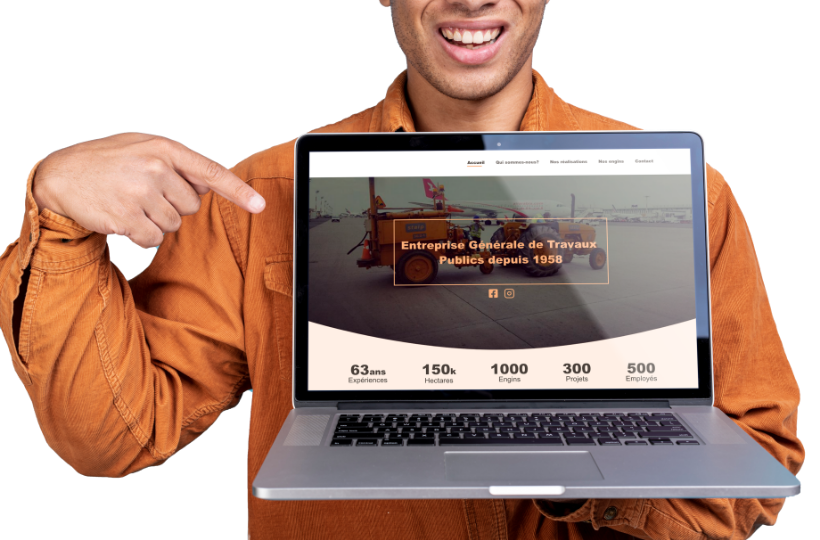 Accueil Qui sommes-nous? Nos réalisations Nos engins Contact
Entreprise Générale de Travaux
Publics depuis 1958
63ans 150k 1000 300 500
Expériences Hectares Engins Projets Employés